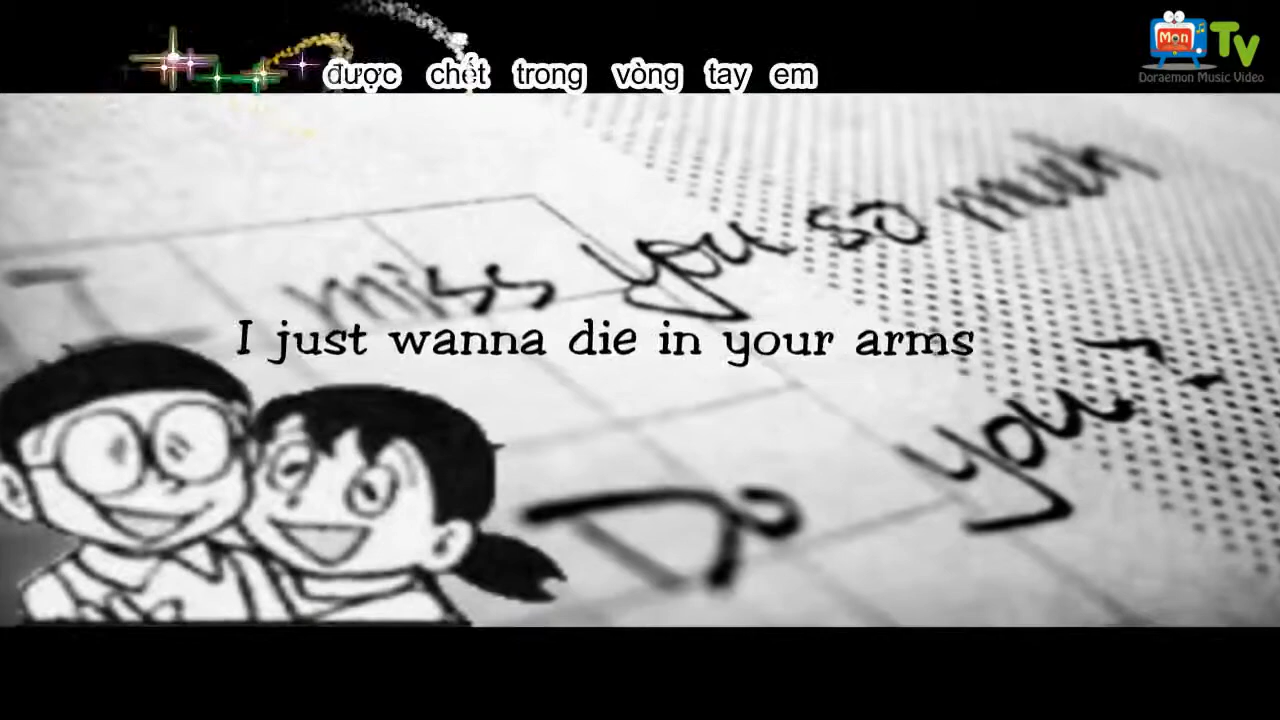 được chết trong vòng tay em
Mon Tv
Doraemon Music Video
I miss you so much
I just wanna die in your arms
Do you?